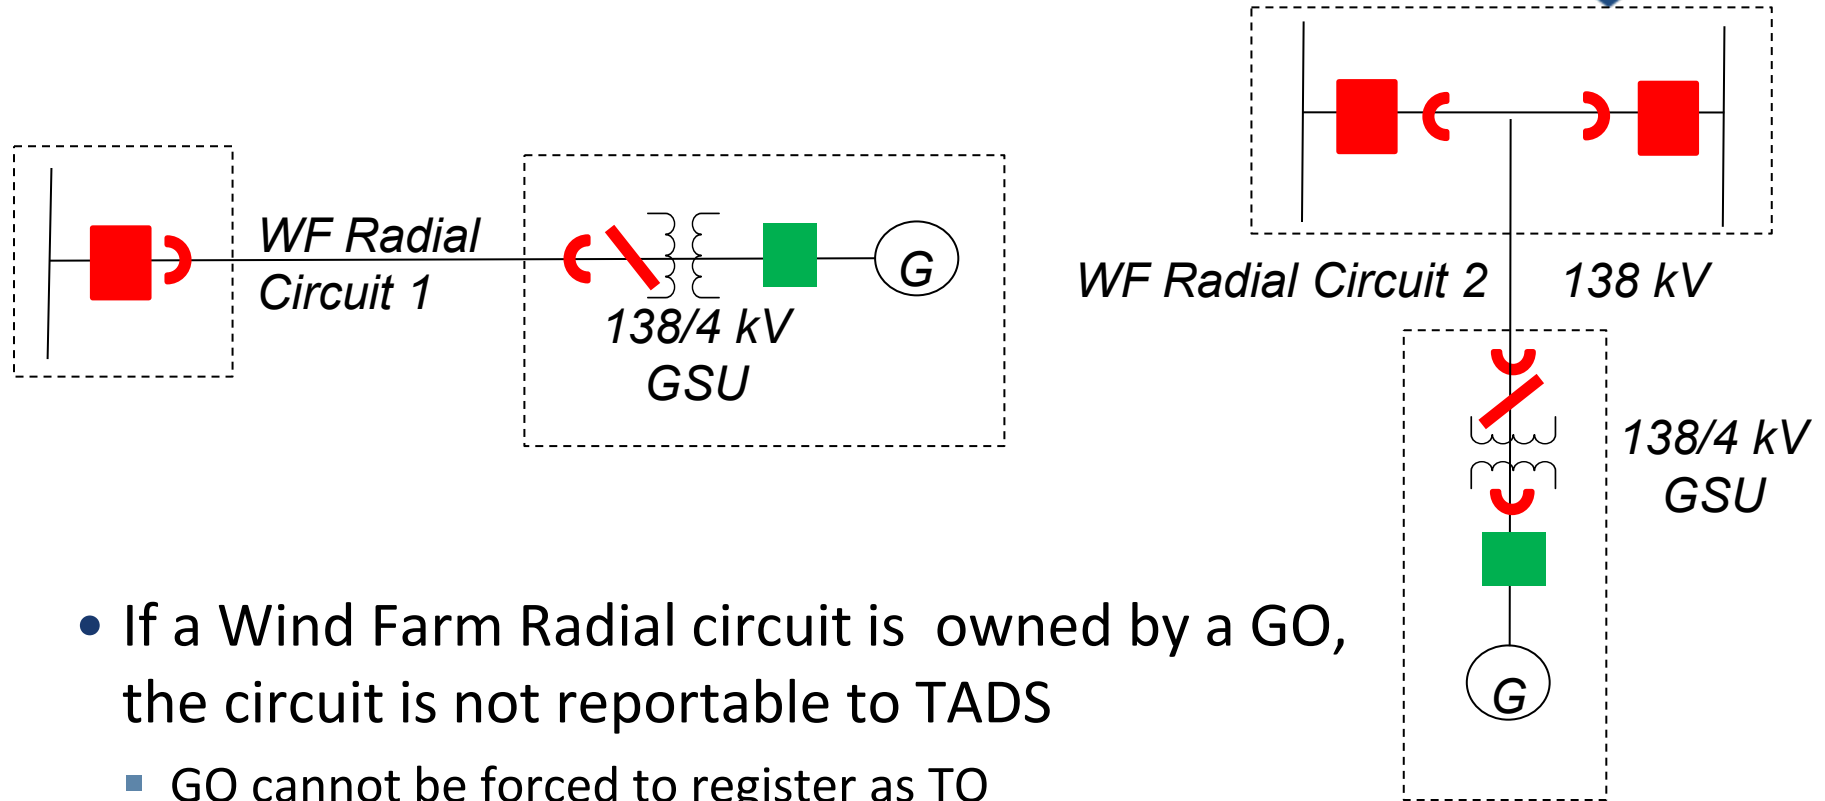 WF Radial
Circuit 1
138/4 kV
GSU
G
WF Radial Circuit 2
138 kV
138/4 kV
GSU
G
• If a Wind Farm Radial circuit is owned by a GO,
the circuit is not reportable to TADS
▪ GO cannot be forced to register as TO